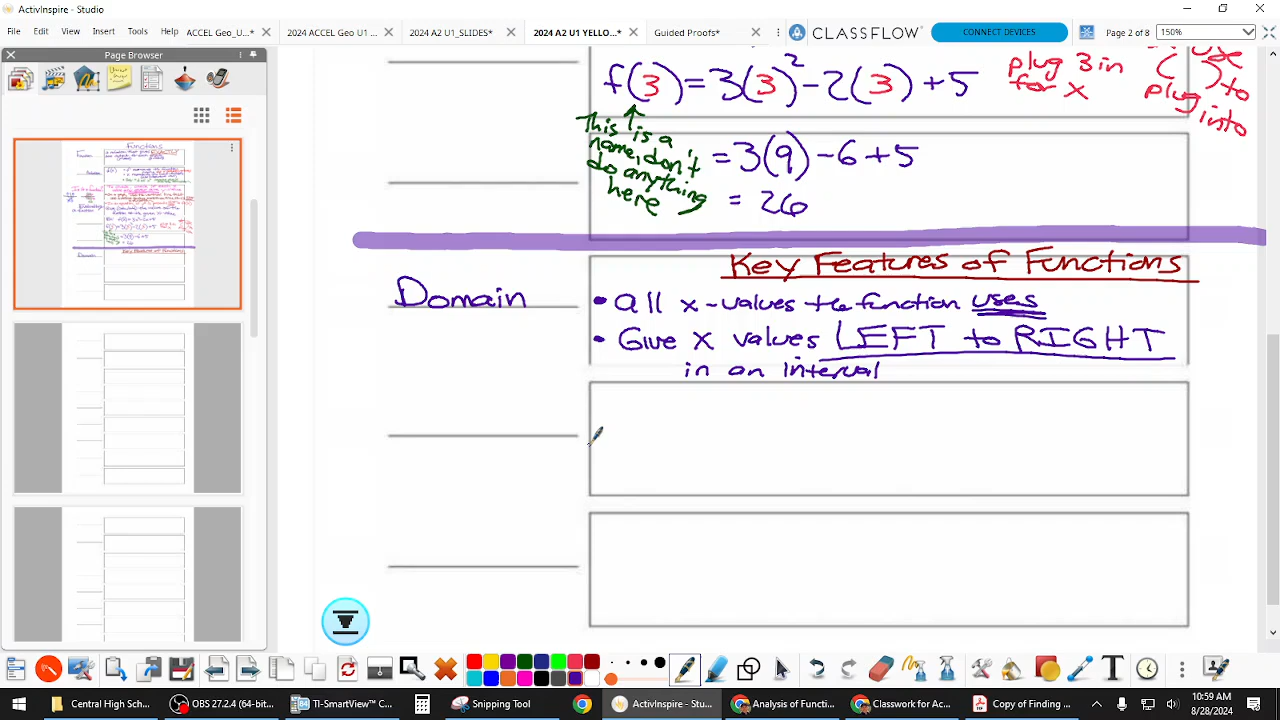 ActivInspire - Studio
File Edit View Insert Tools Help ACCEL Geo_U...* 2011 ACCEL Geo U1 ... 2024 A2 U1_SLIDES* 2024 A2 U1 YELLO...* Guided Proofs* CLASSFLOW CONNECT DEVICES Page 2 of 8 150%
Page Browser
f(3)=3(3)²-2(3)+5
plug 3 in
for x
( ) to
plug into
This is a
name, don't
do anything
here
=3(9)-6+5
= 26
Key Features of Functions
Domain
• all x-values the function uses
• Give x values LEFT to RIGHT
in an interval
Functions
Domain
Central High Sch... OBS 27.2.4 (64-bit... TI-SmartView™ C... Snipping Tool ActivInspire - Stu... Analysis of Functi... Classwork for Ac... Copy of Finding ... 10:59 AM
8/28/2024